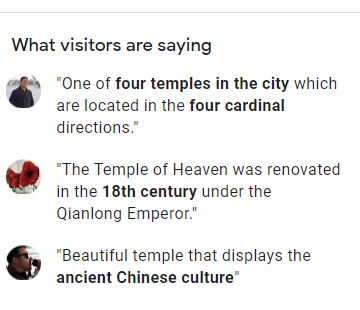 What visitors are saying
"One of four temples in the city which
are located in the four cardinal
directions."
"The Temple of Heaven was renovated
in the 18th century under the
Qianlong Emperor."
"Beautiful temple that displays the
ancient Chinese culture"